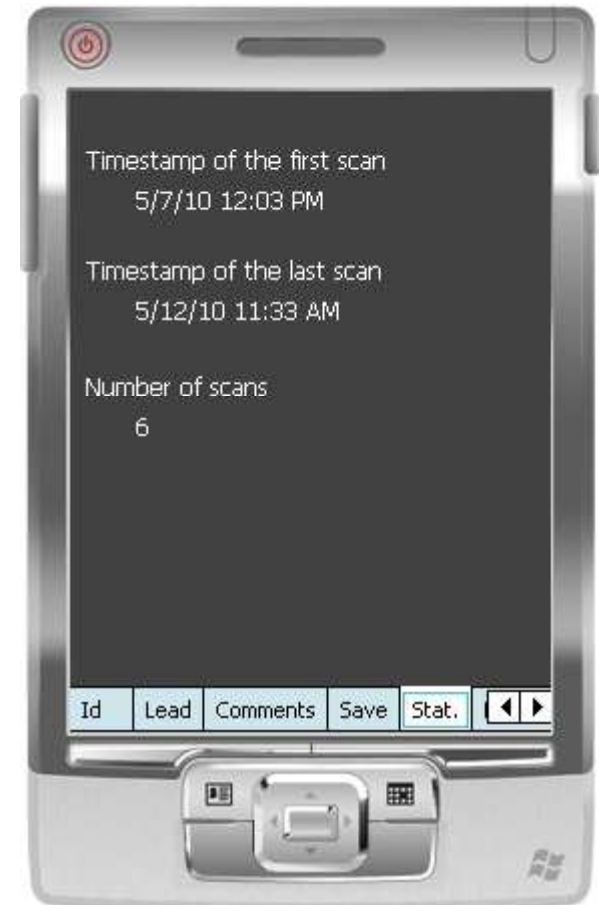 Timestamp of the first scan
5/7/10 12:03 PM
Timestamp of the last scan
5/12/10 11:33 AM
Number of scans
6
Id Lead Comments Save Stat.